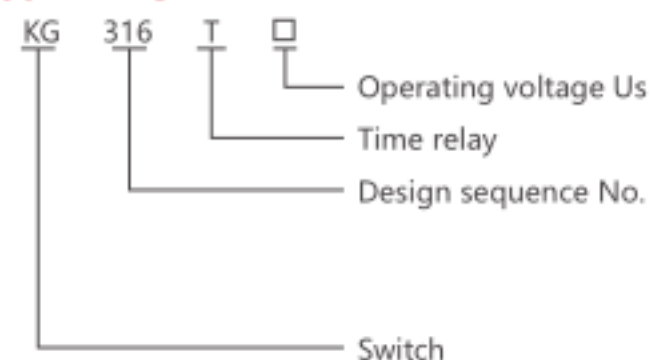 KG 316 T □
Operating voltage Us
Time relay
Design sequence No.
Switch